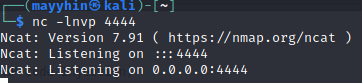 ┌──(mayyhin㉿kali)-[~]
└─$ nc -lnvp 4444
Ncat: Version 7.91 ( https://nmap.org/ncat )
Ncat: Listening on :::4444
Ncat: Listening on 0.0.0.0:4444